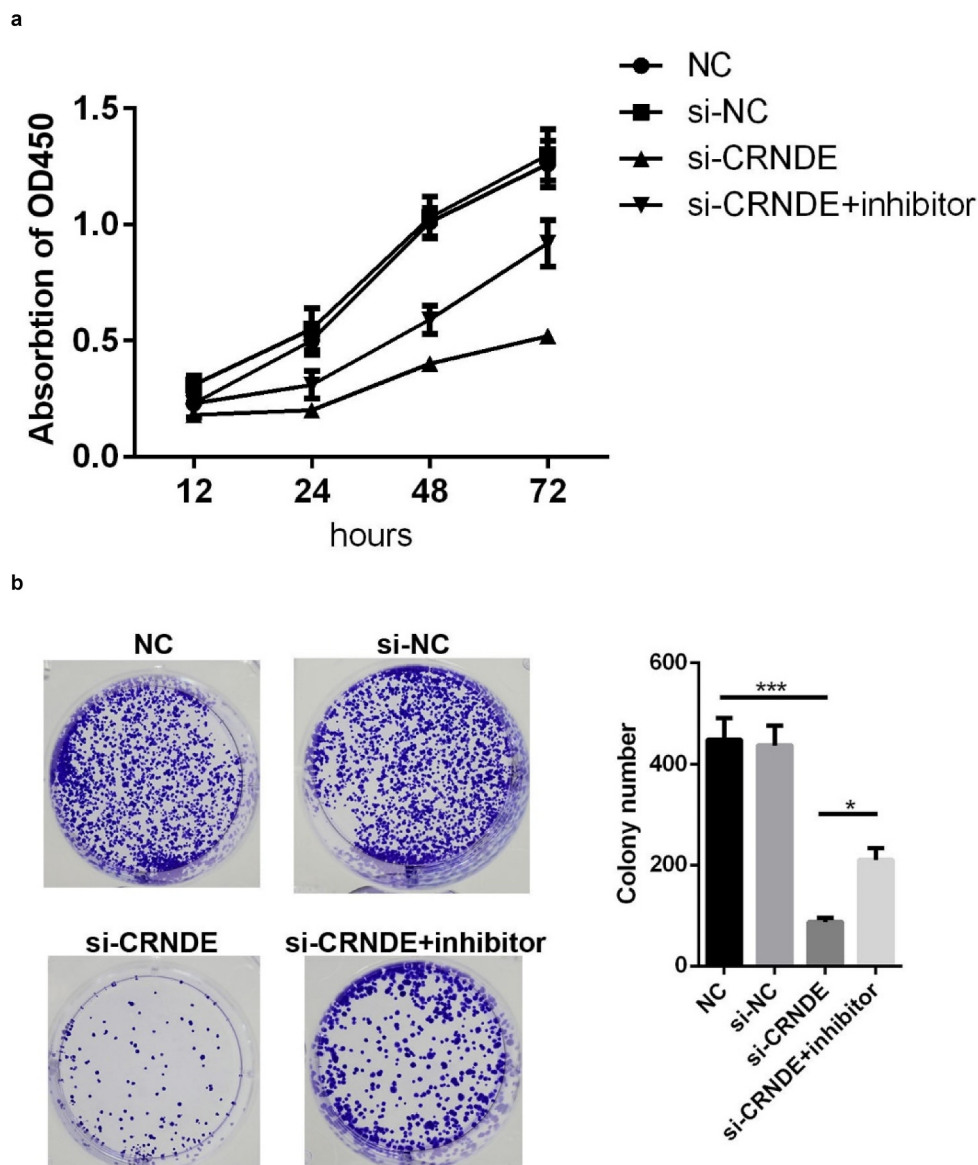 a
NC
si-NC
si-CRNDE
si-CRNDE+inhibitor
Absorbtion of OD450
1.5
1.0
0.5
0.0
12 24 48 72
hours
b
NC si-NC
si-CRNDE si-CRNDE+inhibitor
Colony number
600
400
200
0
***
*
NC
si-NC
si-CRNDE
si-CRNDE+inhibitor